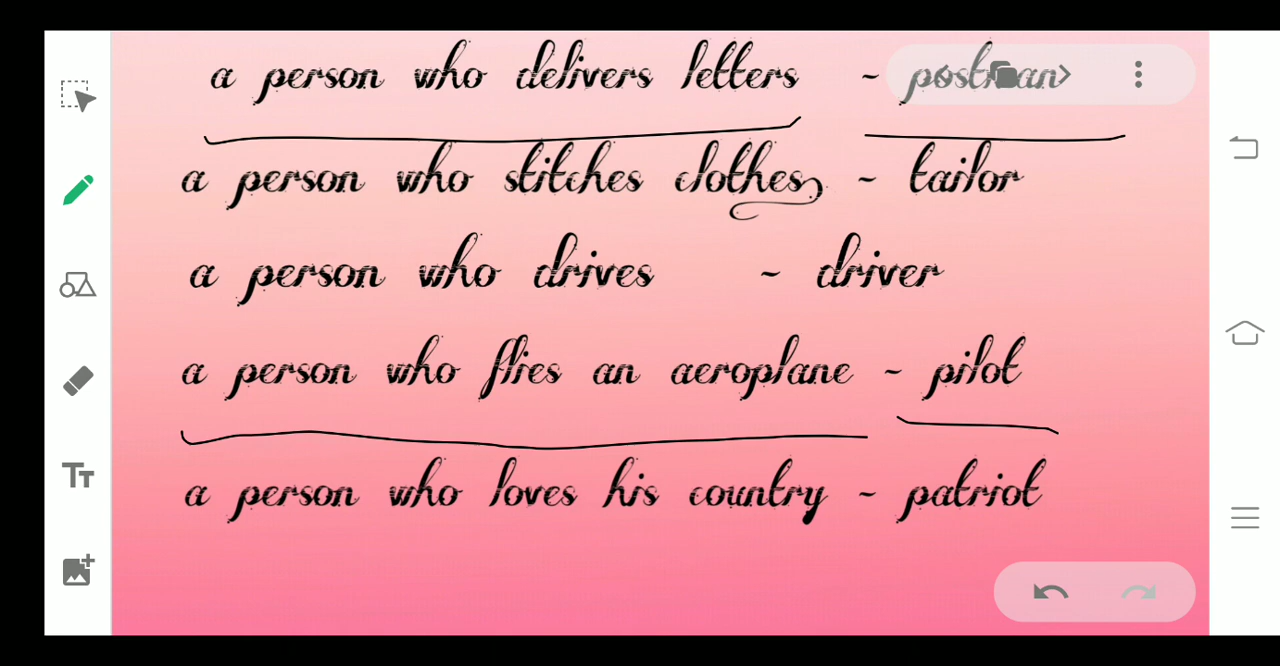 a person who delivers letters ~ postman
a person who stitches clothes ~ tailor
a person who drives ~ driver
a person who flies an aeroplane ~ pilot
a person who loves his country ~ patriot
TT